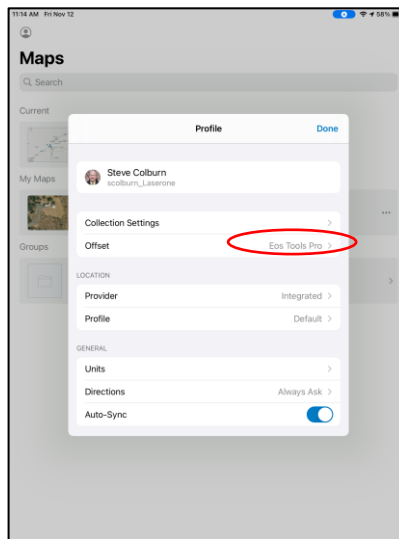 11:14 AM Fri Nov 12
58%
Maps
Search
Current
Profile
Done
Steve Colburn
scolburn_Laserone
My Maps
Collection Settings
Groups
Offset
Eos Tools Pro
LOCATION
Provider
Integrated
Profile
Default
GENERAL
Units
Directions
Always Ask
Auto-Sync